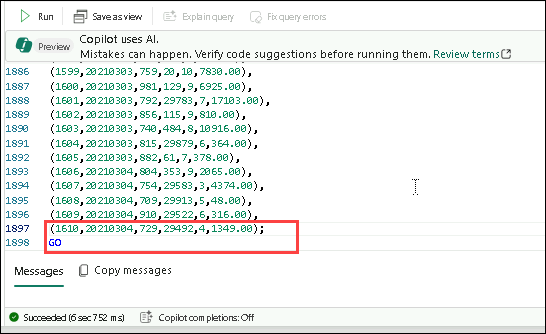 Run Save as view Explain query Fix query errors
Preview
Copilot uses AI.
Mistakes can happen. Verify code suggestions before running them. Review terms
1886 (1599,20210303,759,20,10,7830.00),
1887 (1600,20210303,981,129,9,6925.00),
1888 (1601,20210303,792,29783,7,17103.00),
1889 (1602,20210303,856,115,9,810.00),
1890 (1603,20210303,740,484,8,10916.00),
1891 (1604,20210303,815,29879,6,364.00),
1892 (1605,20210303,882,61,7,378.00),
1893 (1606,20210304,804,353,9,2065.00),
1894 (1607,20210304,754,29583,3,4374.00),
1895 (1608,20210304,709,29913,5,48.00),
1896 (1609,20210304,910,29522,6,316.00),
1897 (1610,20210304,729,29492,4,1349.00);
1898 GO
Messages Copy messages
Succeeded (6 sec 752 ms) Copilot completions: Off